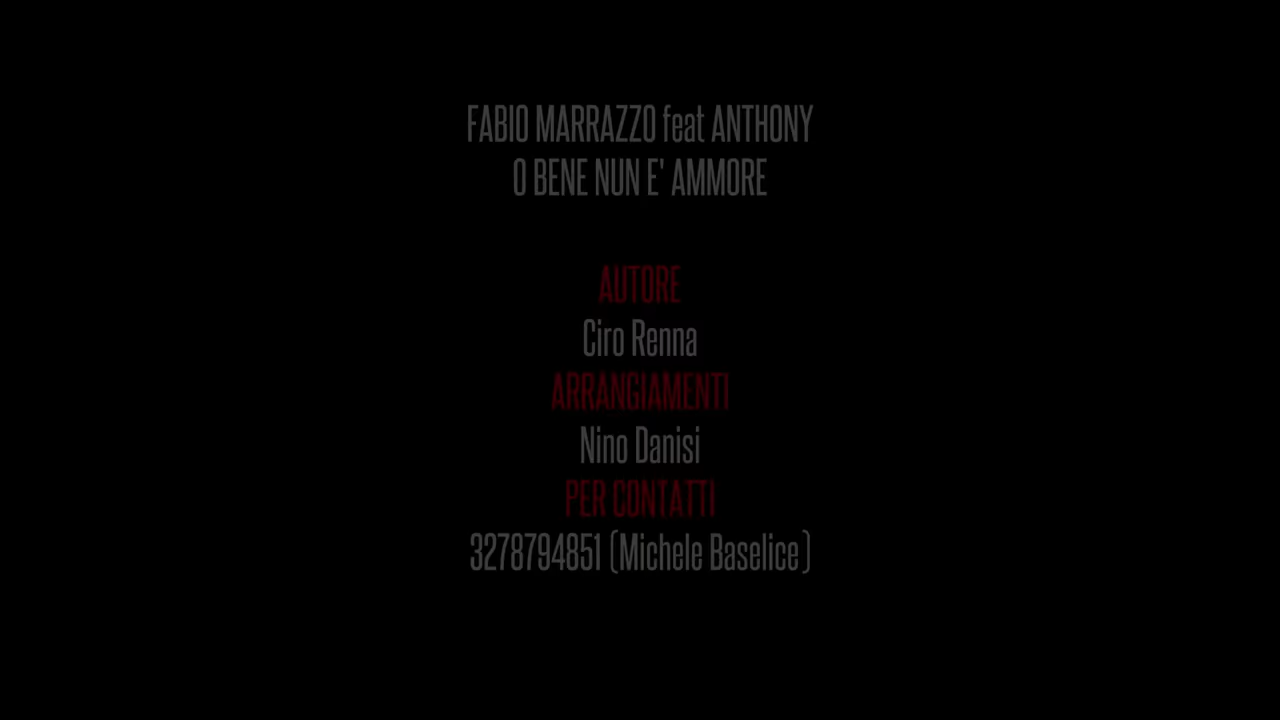 FABIO MARRAZZO feat ANTHONY
O BENE NUN E' AMMORE
AUTORE
Ciro Renna
ARRANGIAMENTI
Nino Danisi
PER CONTATTI
3278794851 (Michele Baselice)